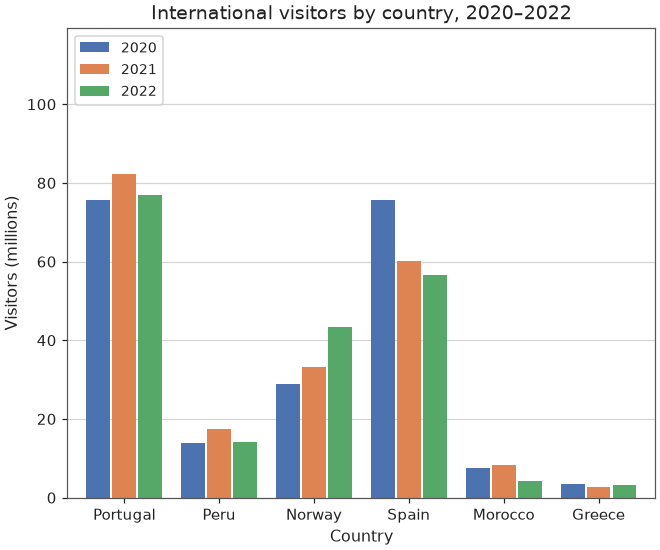 International visitors by country, 2020–2022
2020
2021
2022
Visitors (millions)
100
80
60
40
20
0
Portugal Peru Norway Spain Morocco Greece
Country